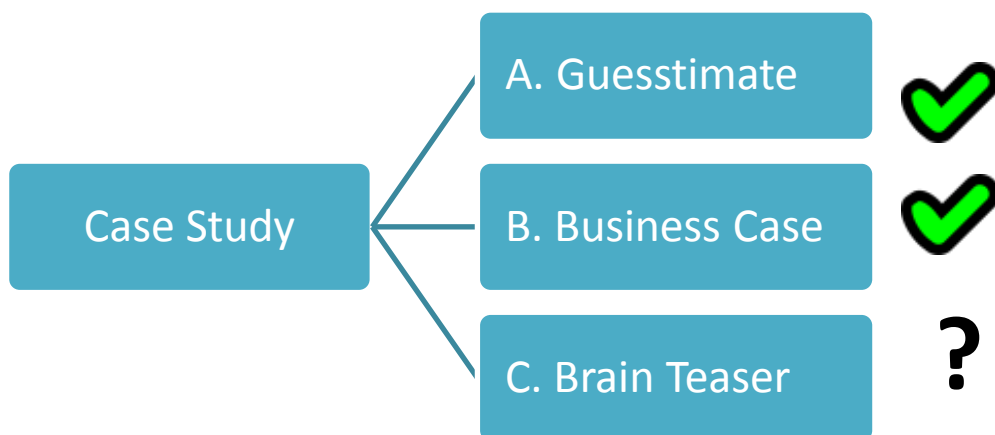 A. Guesstimate
Case Study
B. Business Case
C. Brain Teaser
?